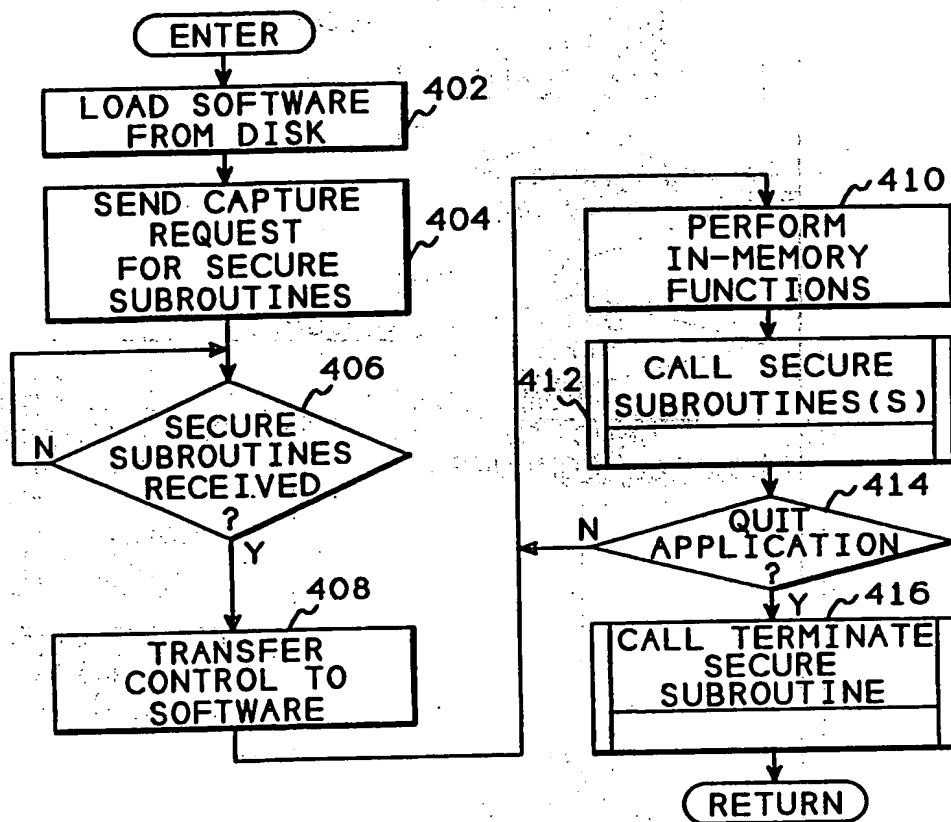 ENTER
LOAD SOFTWARE
FROM DISK
402
SEND CAPTURE
REQUEST
FOR SECURE
SUBROUTINES
404
406
SECURE
SUBROUTINES
RECEIVED
?
N
Y
408
TRANSFER
CONTROL TO
SOFTWARE
410
PERFORM
IN-MEMORY
FUNCTIONS
412
CALL SECURE
SUBROUTINES(S)
414
QUIT
APPLICATION
?
N
Y
416
CALL TERMINATE
SECURE
SUBROUTINE
RETURN